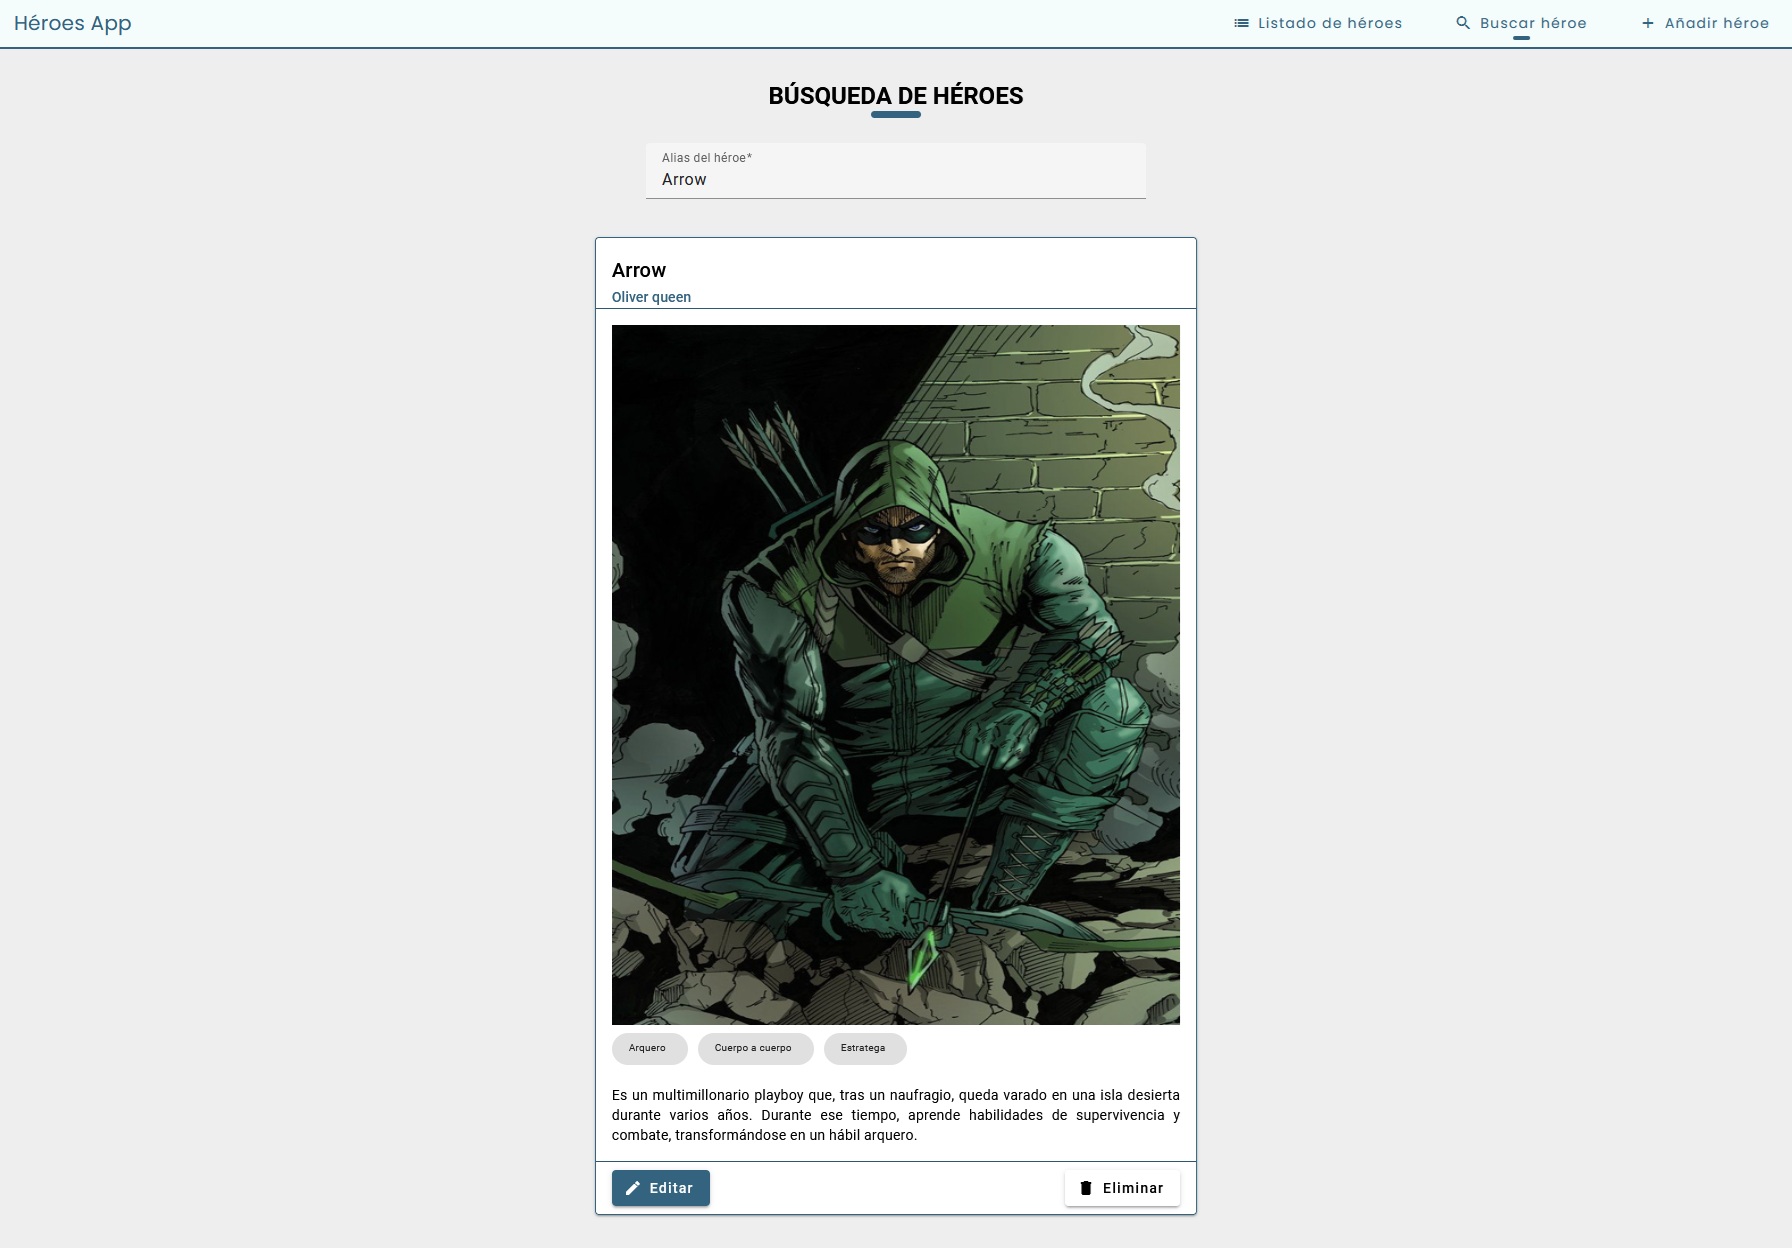 Héroes App
Listado de héroes
Buscar héroe
Añadir héroe
BÚSQUEDA DE HÉROES
Alias del héroe*
Arrow
Arrow
Oliver queen
Arquero
Cuerpo a cuerpo
Estratega
Es un multimillonario playboy que, tras un naufragio, queda varado en una isla desierta
durante varios años. Durante ese tiempo, aprende habilidades de supervivencia y
combate, transformándose en un hábil arquero.
Editar
Eliminar